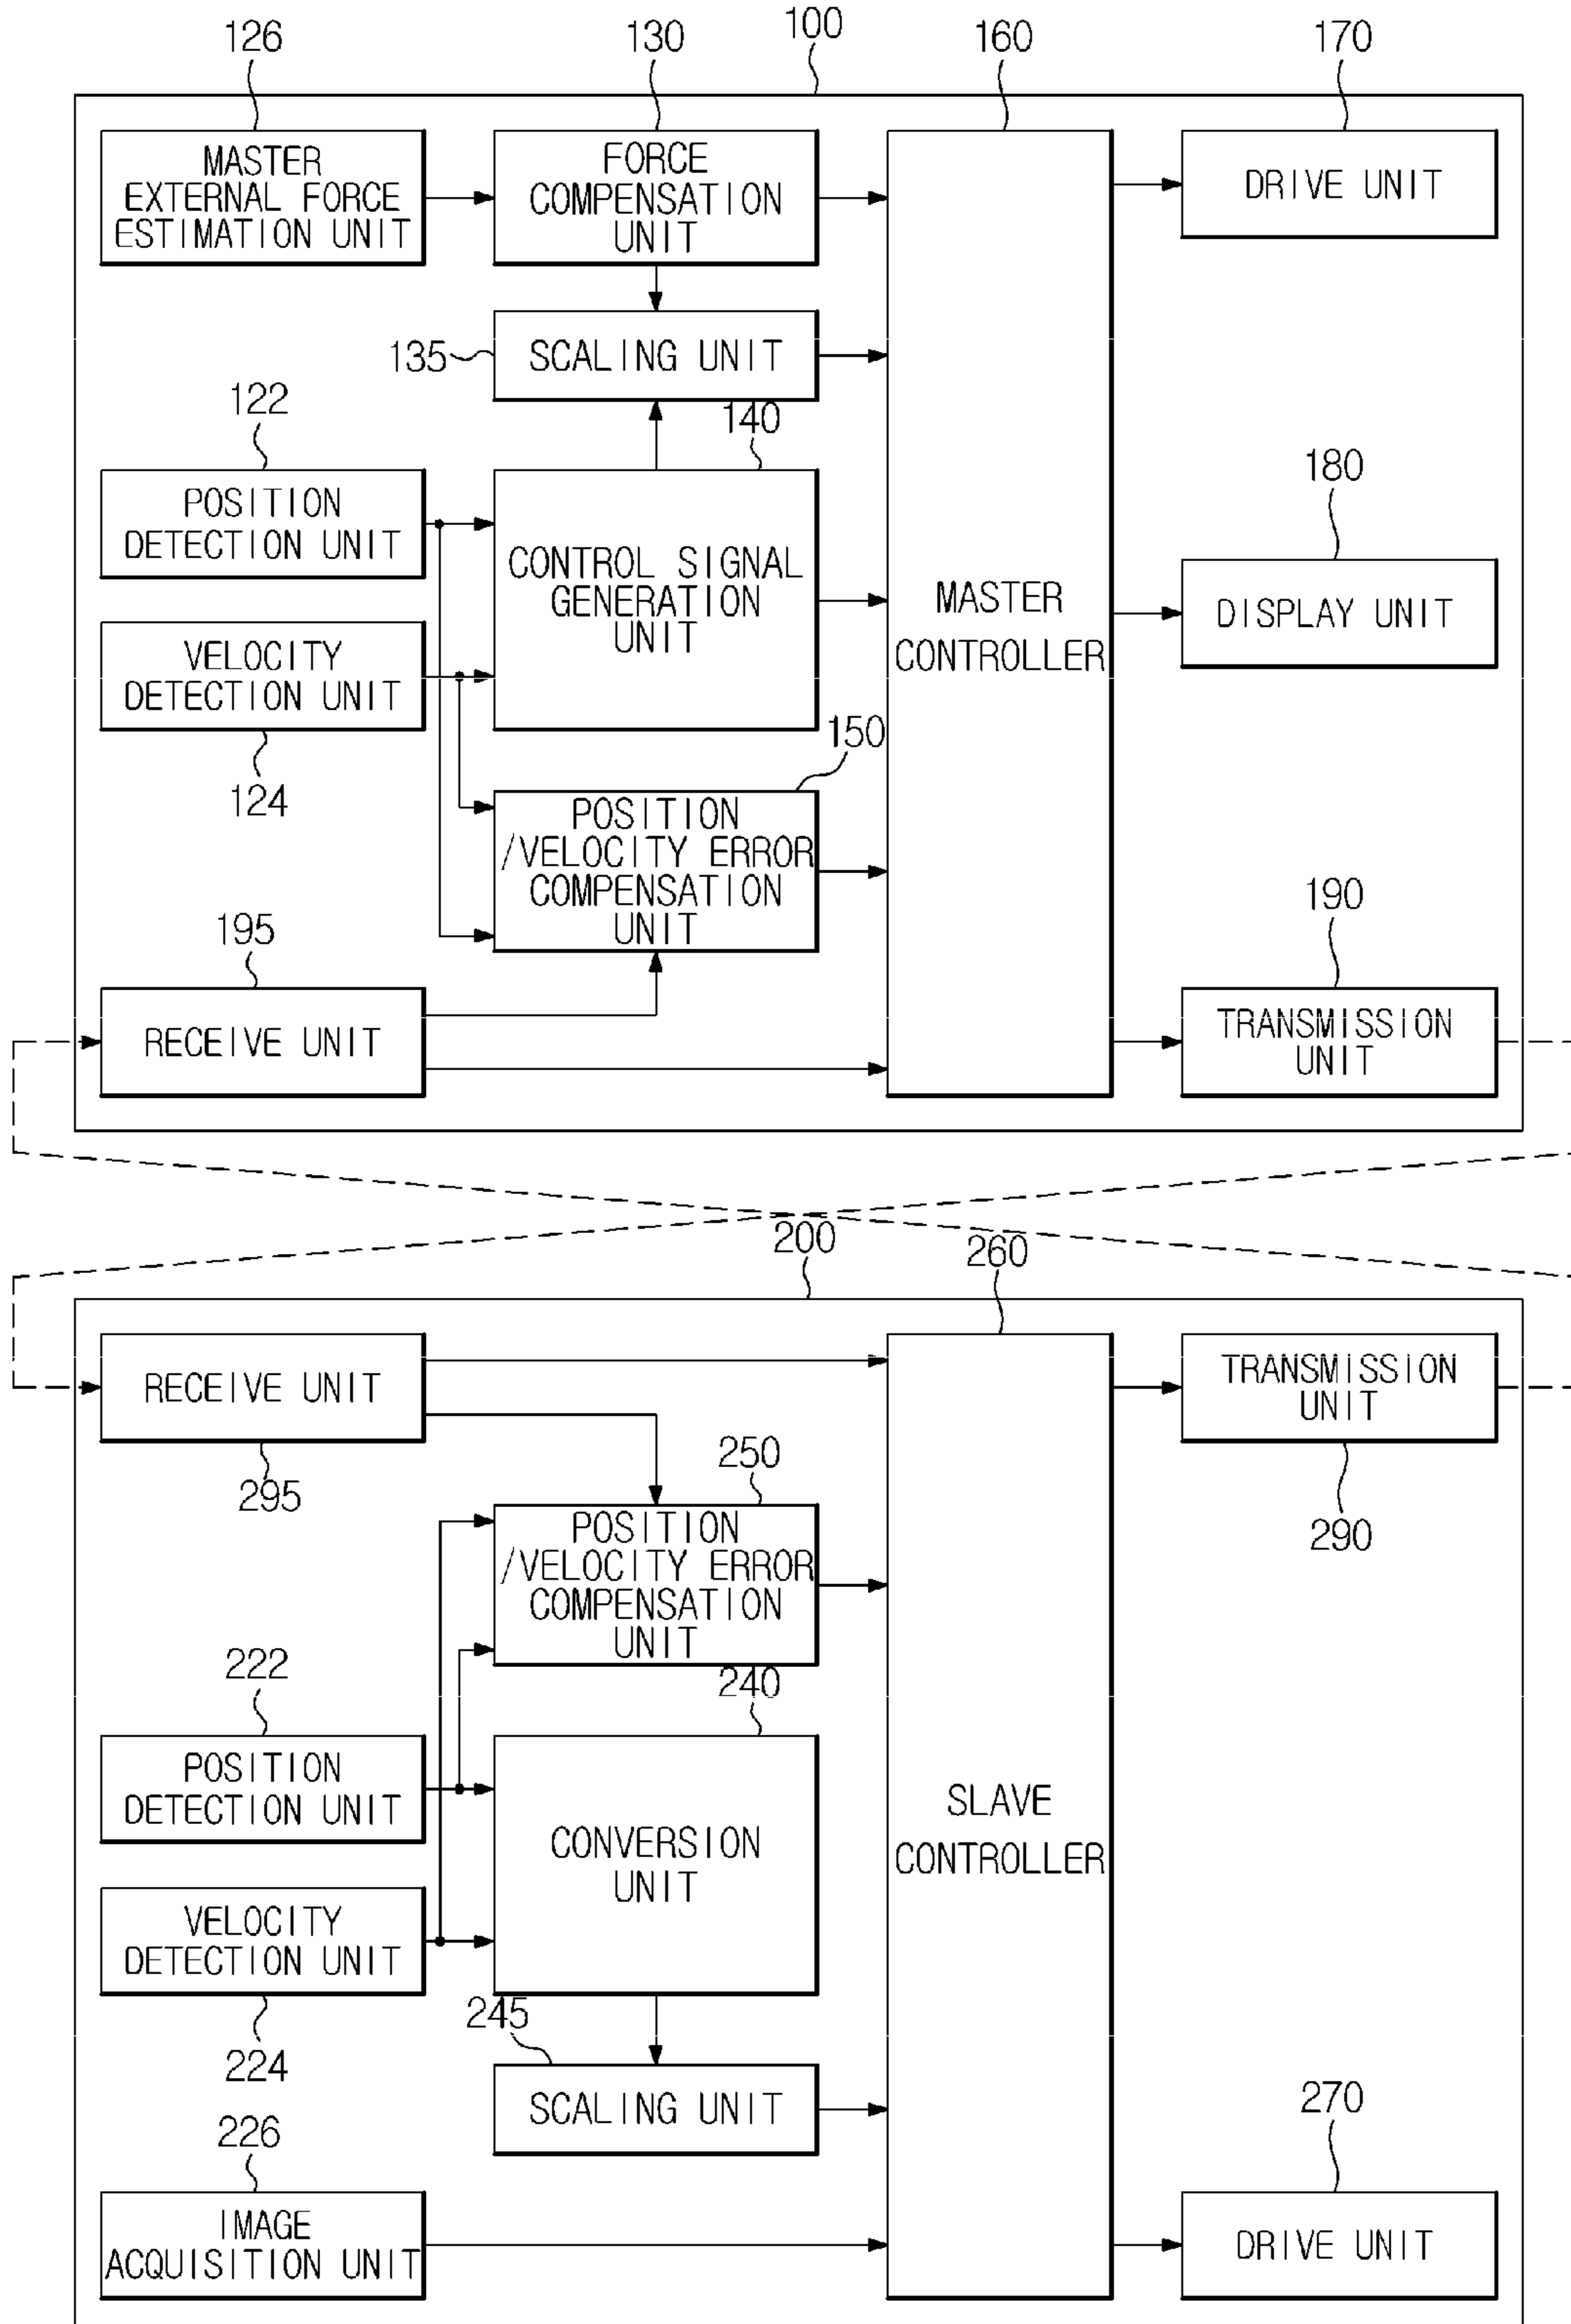 126
130
100
160
170
MASTER
EXTERNAL FORCE
ESTIMATION UNIT
FORCE
COMPENSATION
UNIT
DRIVE UNIT
135
SCALING UNIT
122
140
180
POSITION
DETECTION UNIT
CONTROL SIGNAL
GENERATION
UNIT
MASTER
CONTROLLER
DISPLAY UNIT
VELOCITY
DETECTION UNIT
124
150
POSITION
/VELOCITY ERROR
COMPENSATION
UNIT
195
190
RECEIVE UNIT
TRANSMISSION
UNIT
200
260
RECEIVE UNIT
TRANSMISSION
UNIT
295
250
290
POSITION
/VELOCITY ERROR
COMPENSATION
UNIT
222
240
POSITION
DETECTION UNIT
CONVERSION
UNIT
SLAVE
CONTROLLER
VELOCITY
DETECTION UNIT
245
224
SCALING UNIT
226
270
IMAGE
ACQUISITION UNIT
DRIVE UNIT